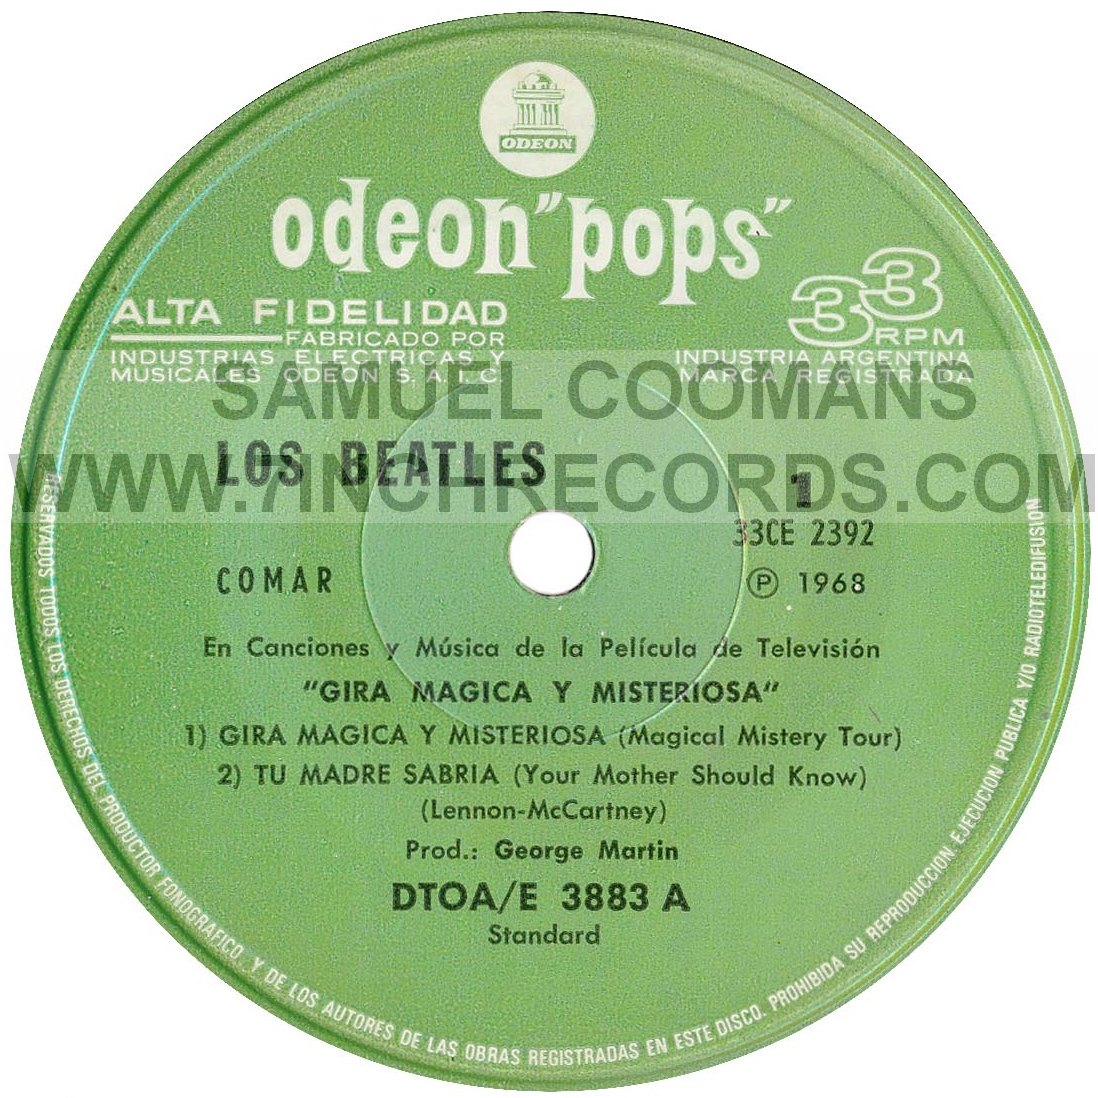 ODEON
odeon "pops"
ALTA FIDELIDAD
FABRICADO POR
INDUSTRIAS ELECTRICAS Y
MUSICALES ODEON S. A. I. C.
33
RPM
INDUSTRIA ARGENTINA
MARCA REGISTRADA
SAMUEL COOMANS
WWW.7INCHRECORDS.COM
LOS BEATLES
1
33CE 2392
COMAR
℗ 1968
En Canciones y Música de la Película de Televisión
"GIRA MAGICA Y MISTERIOSA"
1) GIRA MAGICA Y MISTERIOSA (Magical Mistery Tour)
2) TU MADRE SABRIA (Your Mother Should Know)
(Lennon-McCartney)
Prod.: George Martin
DTOA/E 3883 A
Standard
RESERVADOS TODOS LOS DERECHOS DEL PRODUCTOR FONOGRAFICO, Y DE LOS AUTORES DE LAS OBRAS REGISTRADAS EN ESTE DISCO. PROHIBIDA SU REPRODUCCION, EJECUCION PUBLICA Y/O RADIOTELEDIFUSION